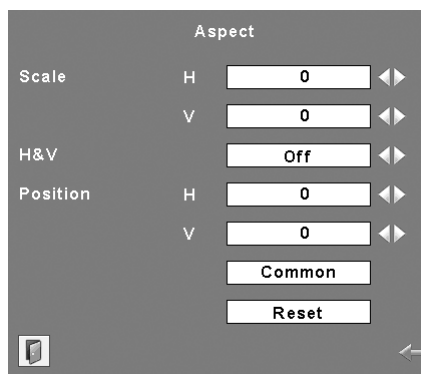 Aspect
Scale H 0
V 0
H&V Off
Position H 0
V 0
Common
Reset